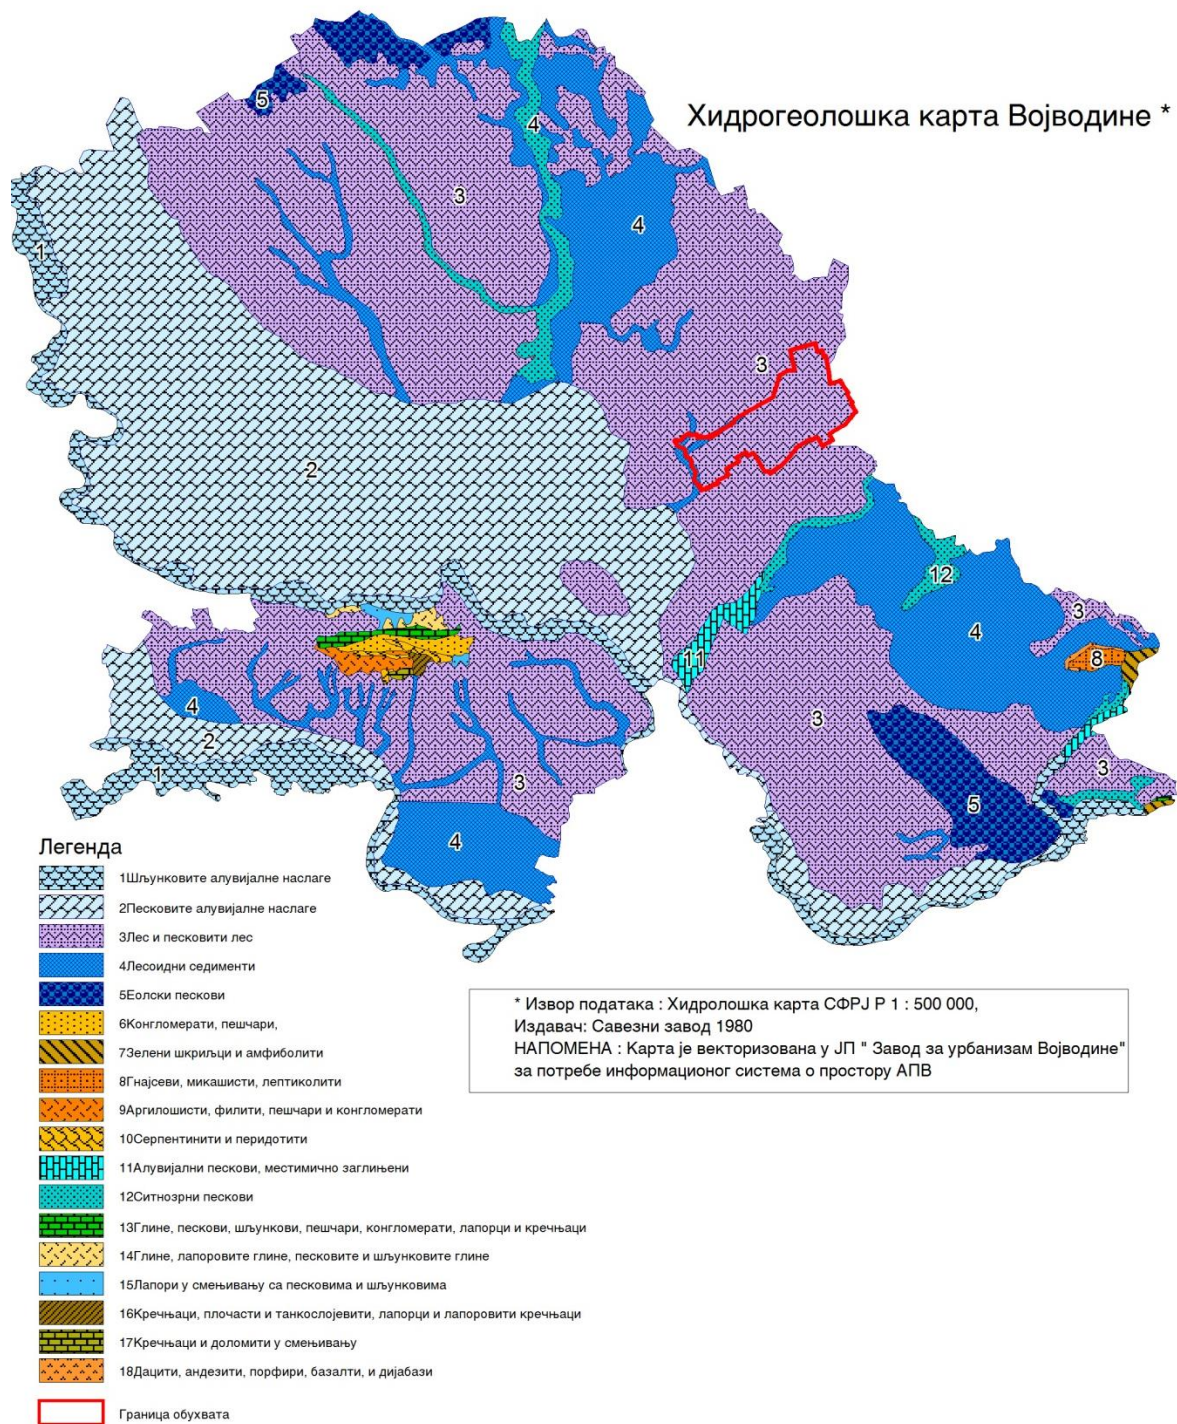 Хидрогеолошка карта Војводине *
5
4
3
4
1
3
2
12
3
4
11
8
4
3
2
3
1
3
5
4
Легенда
1Шљунковите алувијалне наслаге
2Песковите алувијалне наслаге
3Лес и песковити лес
4Лесоидни седименти
5Еолски пескови
6Конгломерати, пешчари,
7Зелени шкриљци и амфиболити
8Гнајсеви, микашисти, лептиколити
9Аргилошисти, филити, пешчари и конгломерати
10Серпентинити и перидотити
11Алувијални пескови, местимично заглињени
12Ситнозрни пескови
13Глине, пескови, шљункови, пешчари, конгломерати, лапорци и кречњаци
14Глине, лапоровите глине, песковите и шљунковите глине
15Лапори у смењивању са песковима и шљунковима
16Кречњаци, плочасти и танкослојевити, лапорци и лапоровити кречњаци
17Кречњаци и доломити у смењивању
18Дацити, андезити, порфири, базалти, и дијабази
Граница обухвата
* Извор података : Хидролошка карта СФРЈ Р 1 : 500 000,
Издавач: Савезни завод 1980
НАПОМЕНА : Карта је векторизована у ЈП " Завод за урбанизам Војводине"
за потребе информационог система о простору АПВ